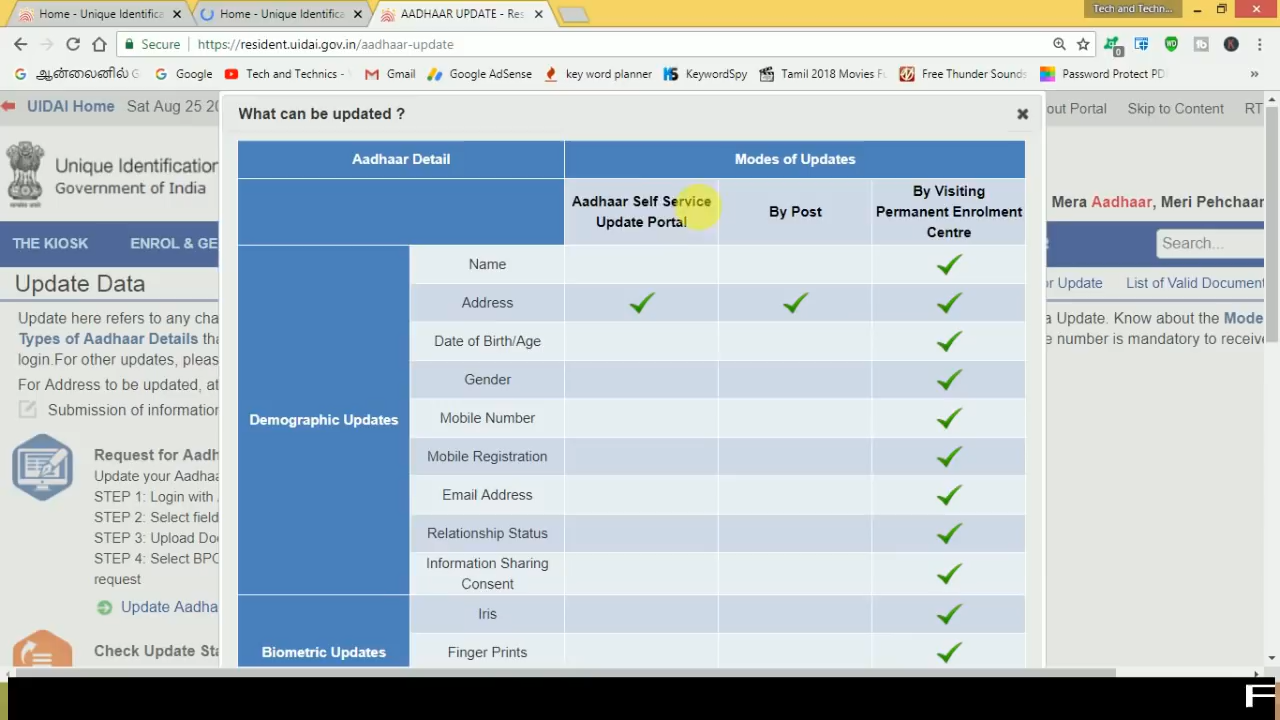 Home - Unique Identifica
Home - Unique Identifica
AADHAAR UPDATE - Res
Tech and Techn...
Secure
https://resident.uidai.gov.in/aadhaar-update
0
WD
K
ஆன்லைனில்
Google
Tech and Technics
Gmail
Google AdSense
key word planner
KeywordSpy
Tamil 2018 Movies F
Free Thunder Sounds
Password Protect PD
UIDAI Home
Sat Aug 25 20
out Portal
Skip to Content
RT
Unique Identification
Government of India
Mera Aadhaar, Meri Pehchaan
THE KIOSK
ENROL & GE
Search...
Update Data
or Update
List of Valid Document
Update here refers to any cha
a Update. Know about the Mode
Types of Aadhaar Details tha
e number is mandatory to receive
login.For other updates, pleas
For Address to be updated, at
Submission of information
Request for Aadh
Update your Aadhaa
STEP 1: Login with
STEP 2: Select field
STEP 3: Upload Doc
STEP 4: Select BPO
request
Update Aadha
Check Update Sta
What can be updated ?
Aadhaar Detail
Modes of Updates
Aadhaar Self Service
Update Portal
By Post
By Visiting
Permanent Enrolment
Centre
Demographic Updates
Name
Address
Date of Birth/Age
Gender
Mobile Number
Mobile Registration
Email Address
Relationship Status
Information Sharing
Consent
Biometric Updates
Iris
Finger Prints
F